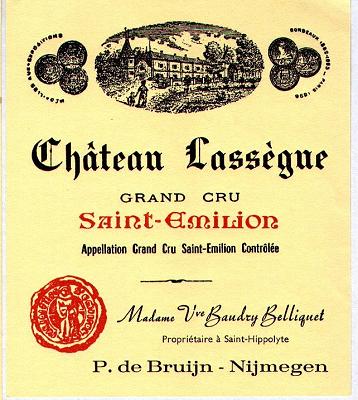 Château Lassègue
GRAND CRU
Saint-Emilion
Appellation Grand Cru Saint-Emilion Contrôlée
Madame Vve Baudry Belliquet
Propriétaire à Saint-Hippolyte
P. de Bruijn - Nijmegen